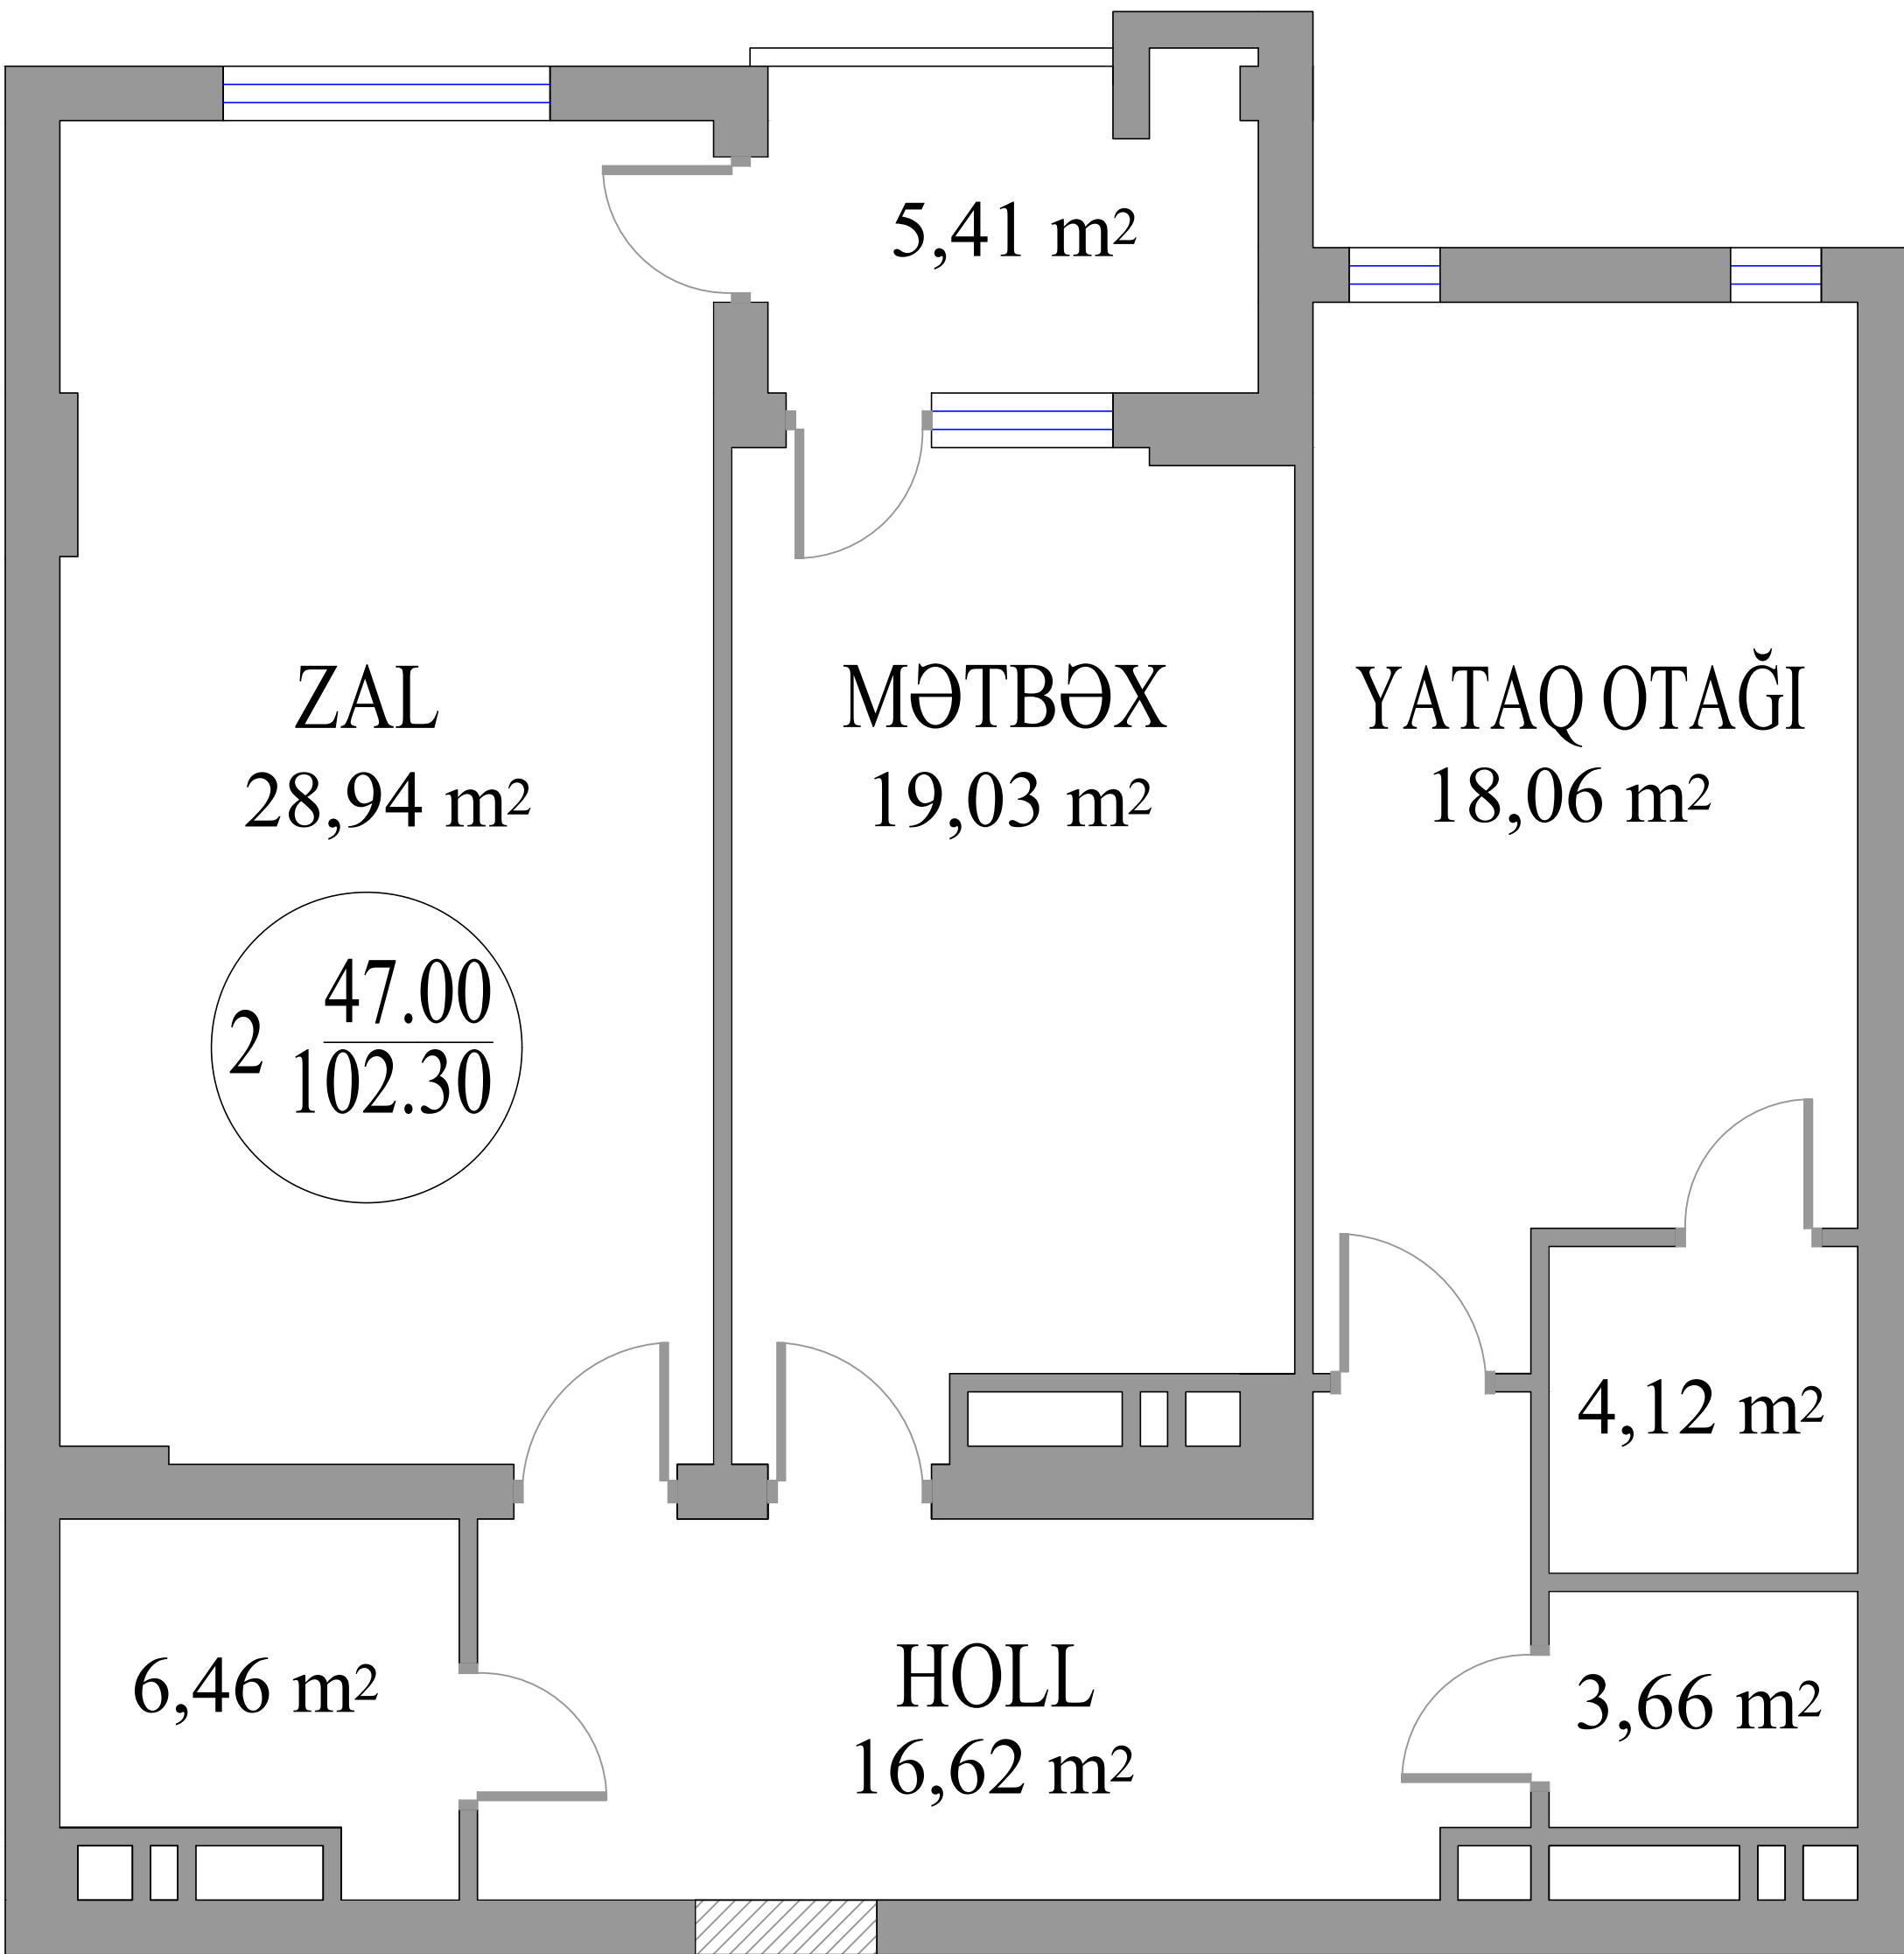 5,41 m²
ZAL
28,94 m²
MƏTBƏX
19,03 m²
YATAQ OTAĞI
18,06 m²
2
47.00
102.30
4,12 m²
6,46 m²
HOLL
16,62 m²
3,66 m²